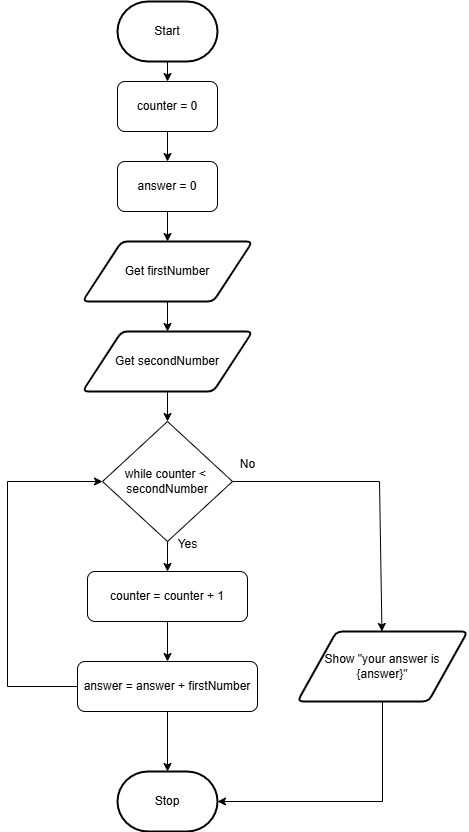 Start
counter = 0
answer = 0
Get firstNumber
Get secondNumber
while counter <
secondNumber
No
Yes
counter = counter + 1
answer = answer + firstNumber
Show "your answer is
{answer}"
Stop